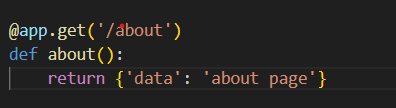 @app.get('/about')
def about():
    return {'data': 'about page'}